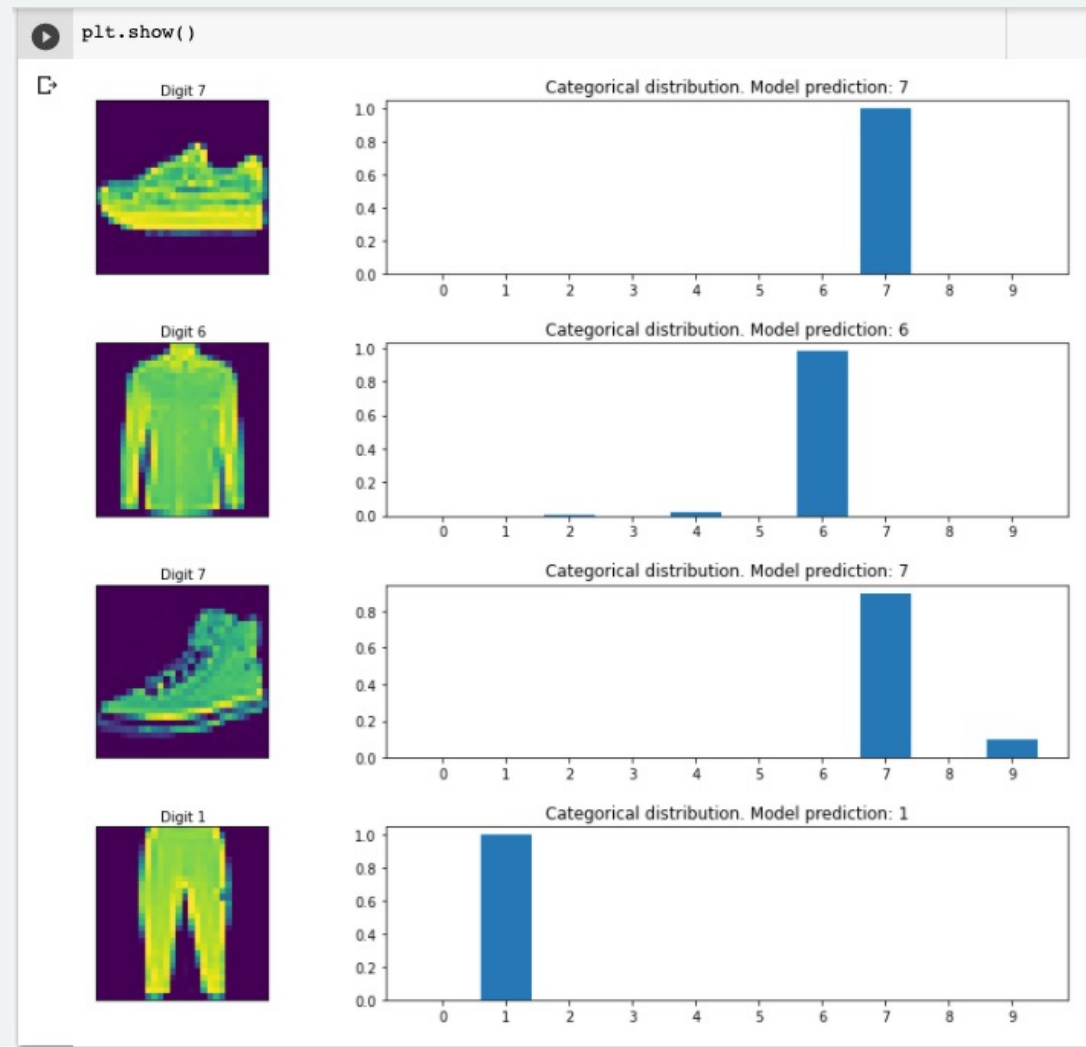 plt.show()
Digit 7
Categorical distribution. Model prediction: 7
1.0
0.8
0.6
0.4
0.2
0.0
0 1 2 3 4 5 6 7 8 9
Digit 6
Categorical distribution. Model prediction: 6
1.0
0.8
0.6
0.4
0.2
0.0
0 1 2 3 4 5 6 7 8 9
Digit 7
Categorical distribution. Model prediction: 7
0.8
0.6
0.4
0.2
0.0
0 1 2 3 4 5 6 7 8 9
Digit 1
Categorical distribution. Model prediction: 1
1.0
0.8
0.6
0.4
0.2
0.0
0 1 2 3 4 5 6 7 8 9